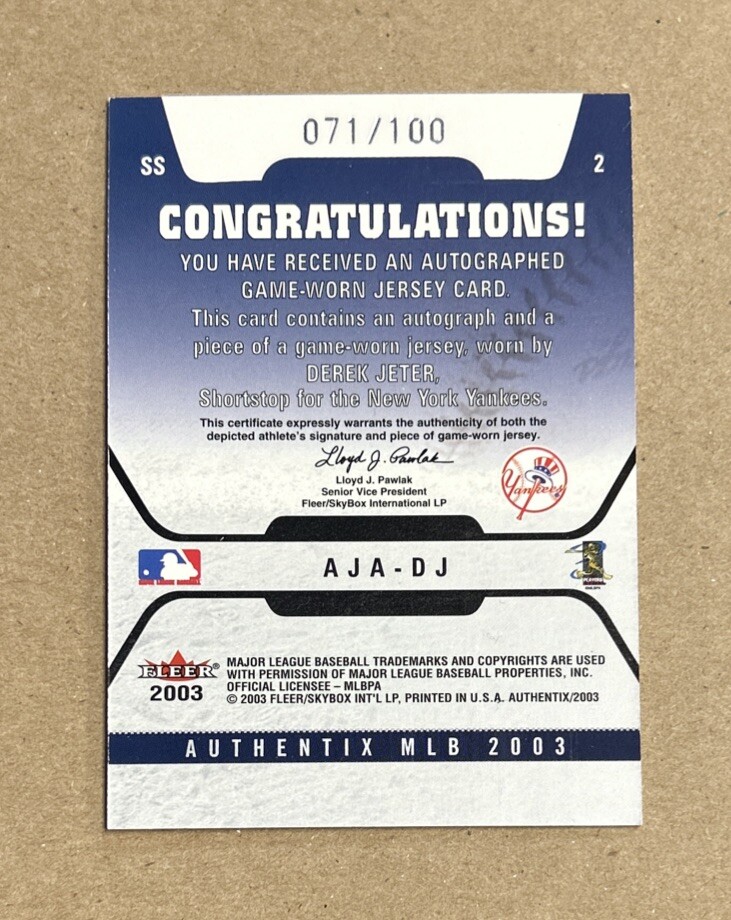 071/100
SS 2
CONGRATULATIONS!
YOU HAVE RECEIVED AN AUTOGRAPHED
GAME-WORN JERSEY CARD.
This card contains an autograph and a
piece of a game-worn jersey, worn by
DEREK JETER,
Shortstop for the New York Yankees.
This certificate expressly warrants the authenticity of both the
depicted athlete's signature and piece of game-worn jersey.
Lloyd J. Pawlak
Lloyd J. Pawlak
Senior Vice President
Fleer/SkyBox International LP
Yankees
AJA-DJ
PLAYERS
FLEER®
2003
MAJOR LEAGUE BASEBALL TRADEMARKS AND COPYRIGHTS ARE USED
WITH PERMISSION OF MAJOR LEAGUE BASEBALL PROPERTIES, INC.
OFFICIAL LICENSEE – MLBPA
© 2003 FLEER/SKYBOX INT'L LP, PRINTED IN U.S.A. AUTHENTIX/2003
AUTHENTIX MLB 2003